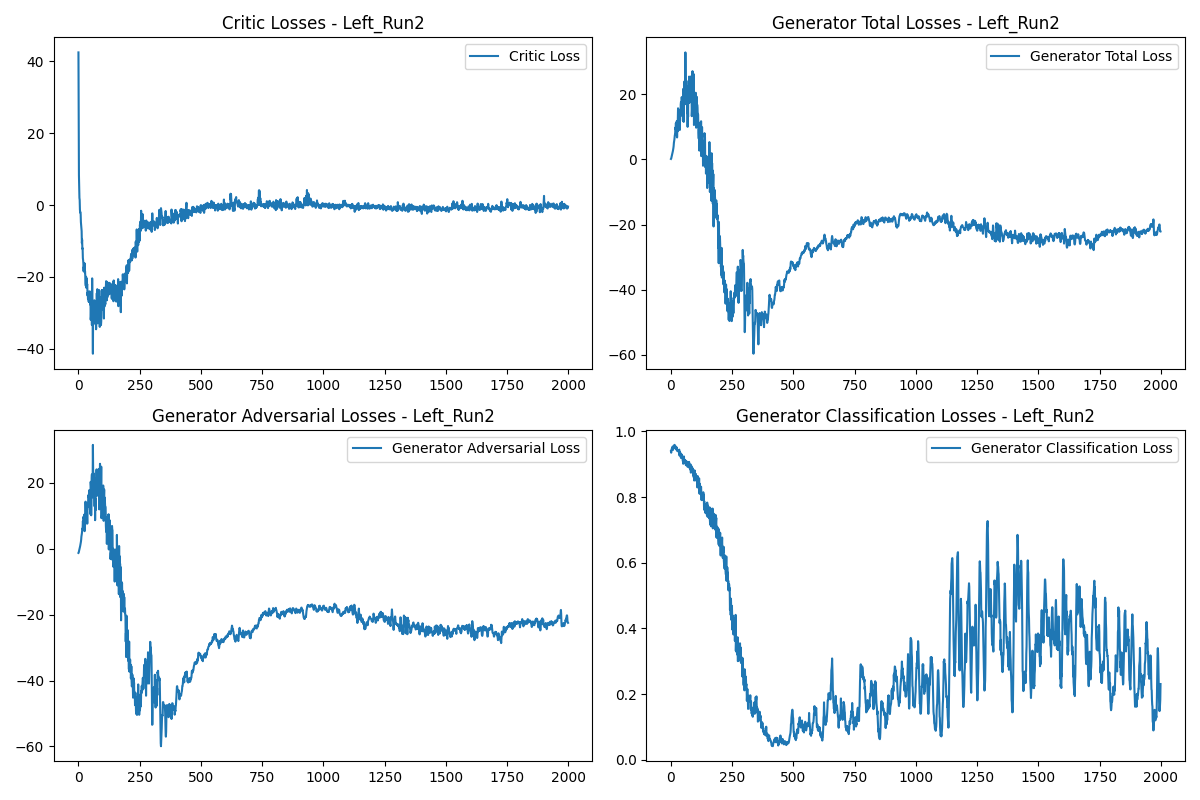 Critic Losses - Left_Run2
Critic Loss
40
20
0
−20
−40
0 250 500 750 1000 1250 1500 1750 2000
Generator Total Losses - Left_Run2
Generator Total Loss
20
0
−20
−40
−60
0 250 500 750 1000 1250 1500 1750 2000
Generator Adversarial Losses - Left_Run2
Generator Adversarial Loss
20
0
−20
−40
−60
0 250 500 750 1000 1250 1500 1750 2000
Generator Classification Losses - Left_Run2
Generator Classification Loss
1.0
0.8
0.6
0.4
0.2
0.0
0 250 500 750 1000 1250 1500 1750 2000